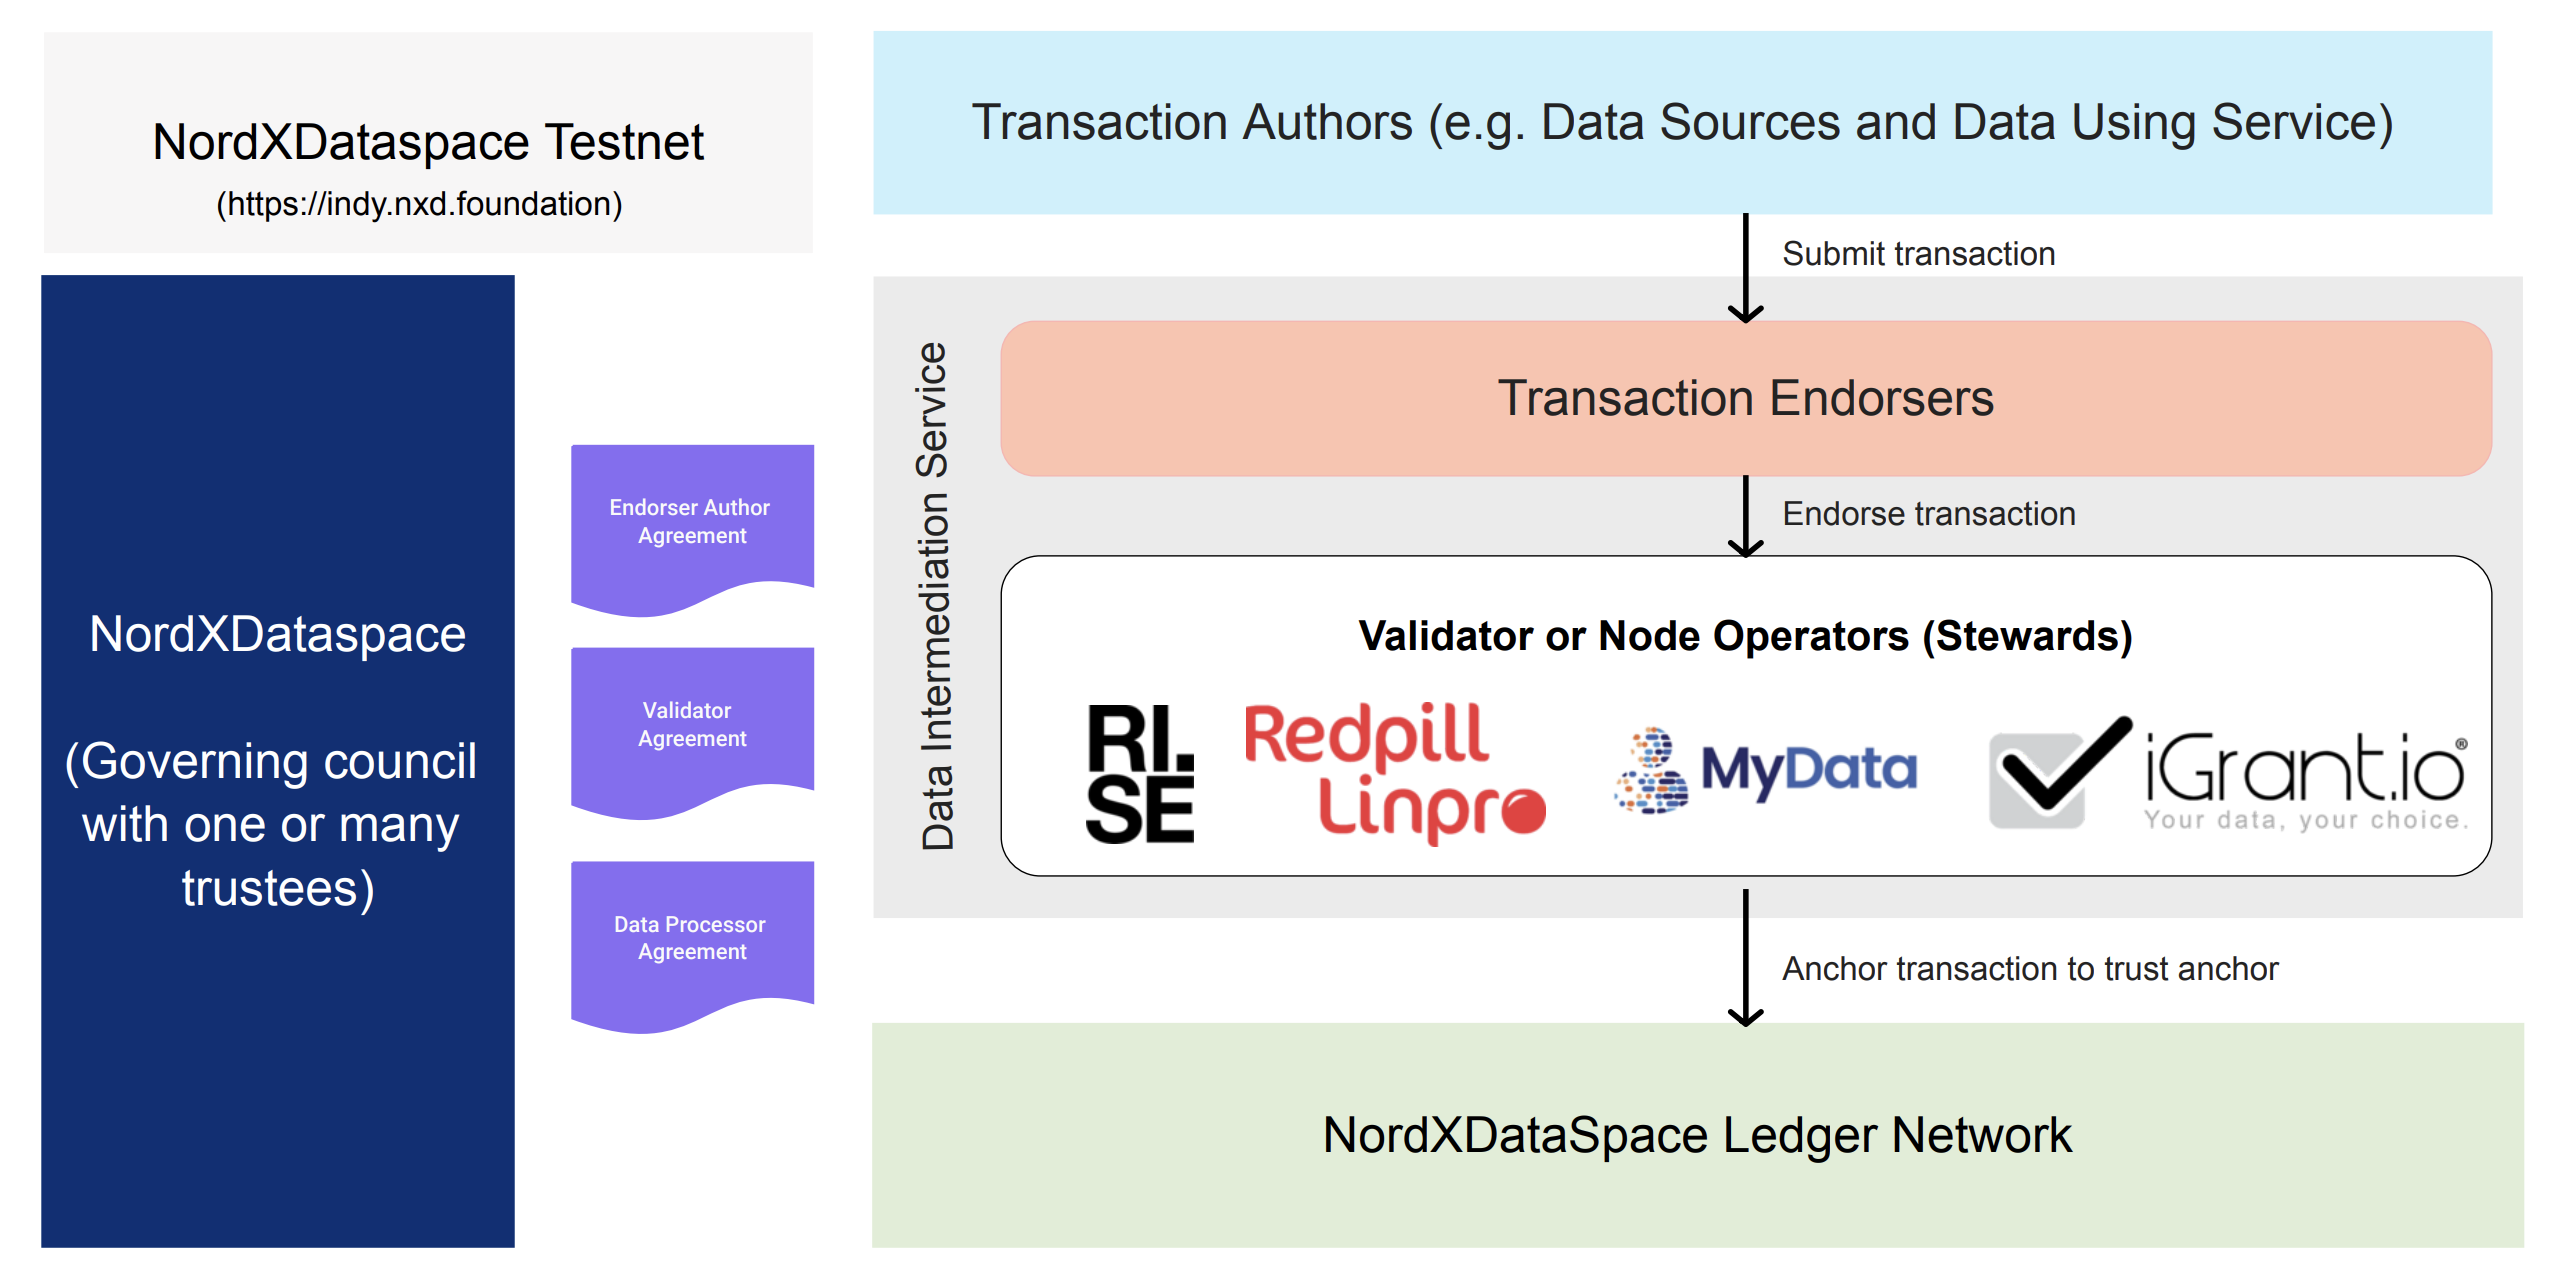 NordXDataspace Testnet
(https://indy.nxd.foundation)
NordXDataspace
(Governing council
with one or many
trustees)
Endorser Author
Agreement
Validator
Agreement
Data Processor
Agreement
Transaction Authors (e.g. Data Sources and Data Using Service)
Submit transaction
Data Intermediation Service
Transaction Endorsers
Endorse transaction
Validator or Node Operators (Stewards)
RI.
SE
Redpill
Linpro
MyData
iGrant.io®
Your data, your choice.
Anchor transaction to trust anchor
NordXDataSpace Ledger Network